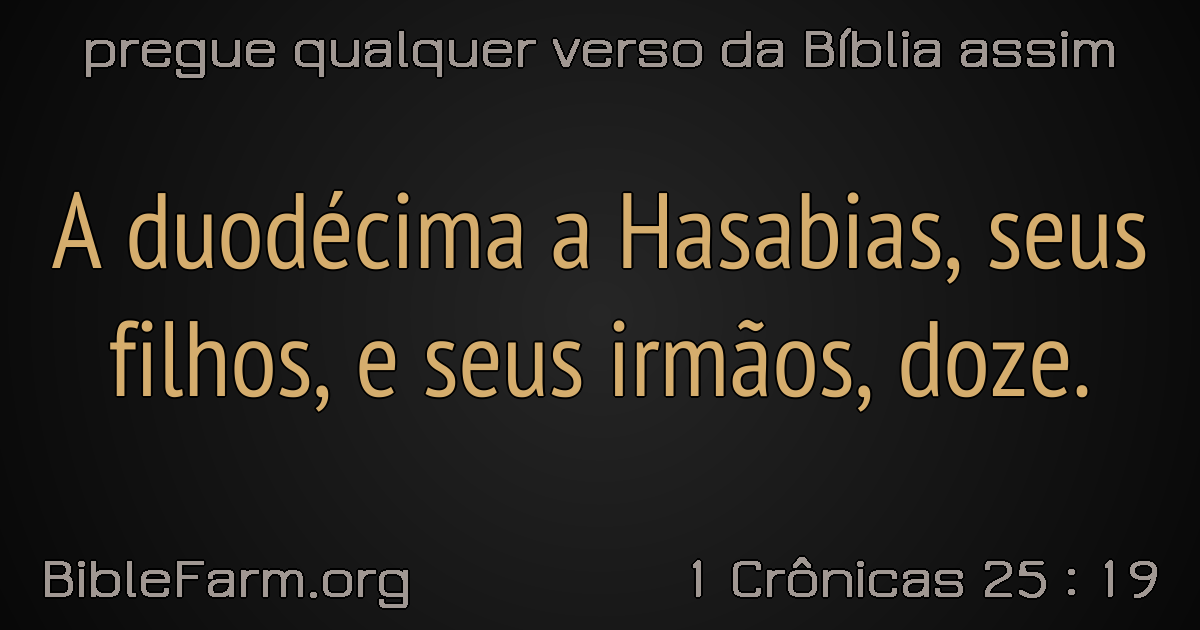 pregue qualquer verso da Bíblia assim
A duodécima a Hasabias, seus
filhos, e seus irmãos, doze.
BibleFarm.org
1 Crônicas 25 : 19